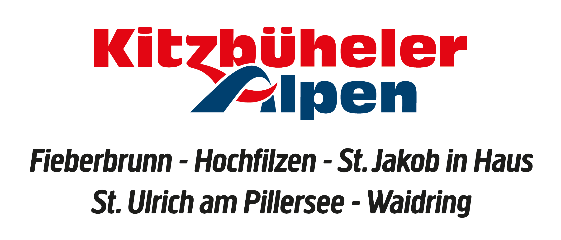 Kitzbüheler
Alpen
Fieberbrunn - Hochfilzen - St. Jakob in Haus
St. Ulrich am Pillersee - Waidring